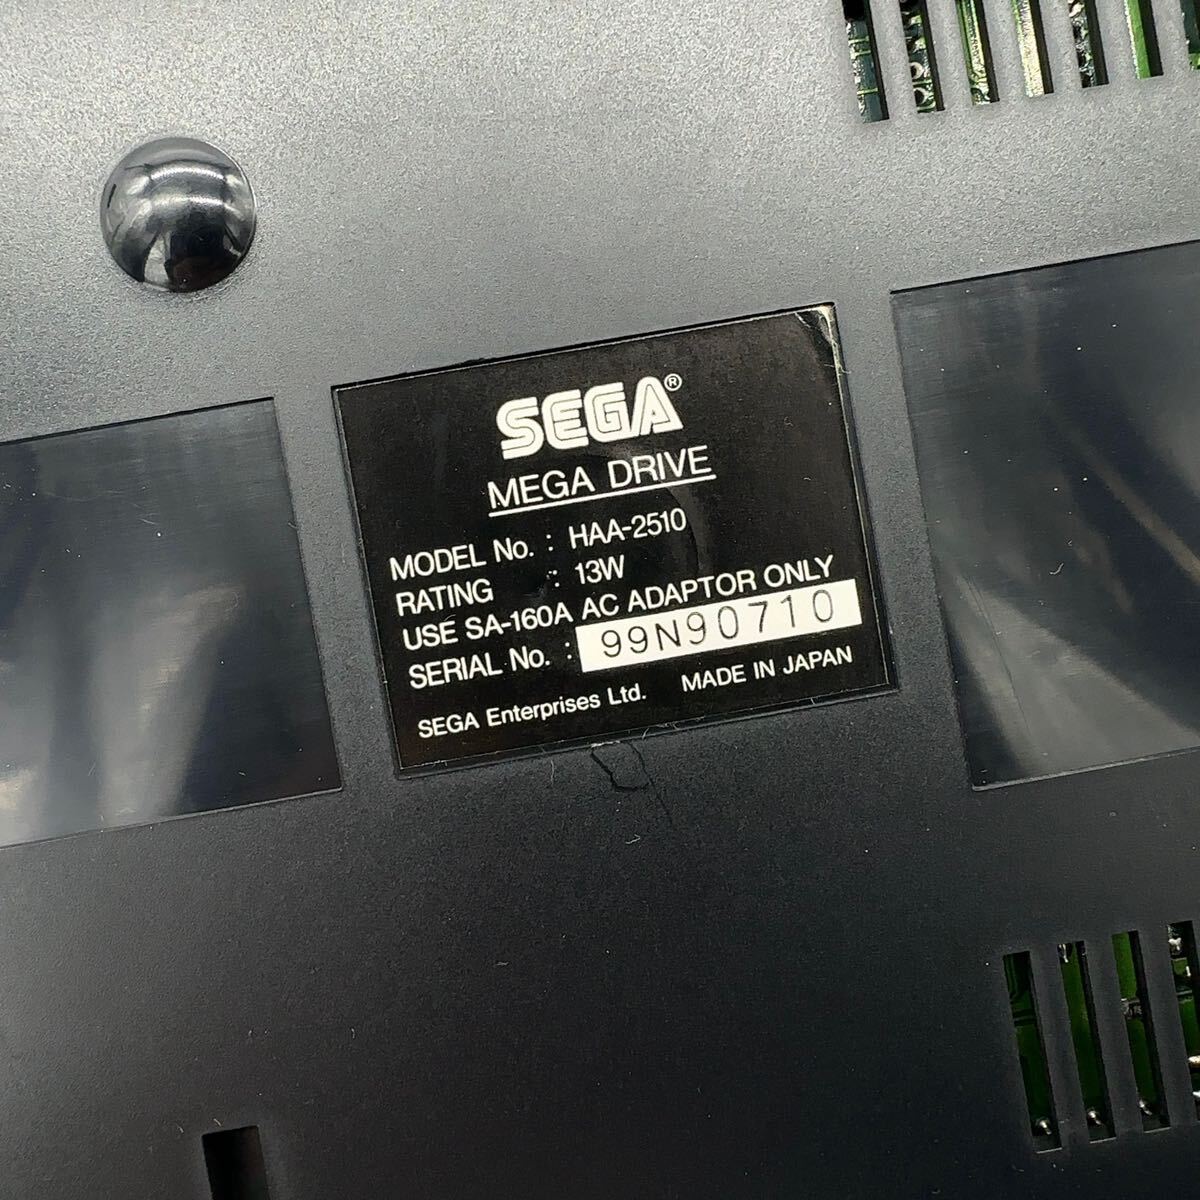 SEGA®
MEGA DRIVE
MODEL No. : HAA-2510
RATING : 13W
USE SA-160A AC ADAPTOR ONLY
SERIAL No. : 99N90710
SEGA Enterprises Ltd. MADE IN JAPAN